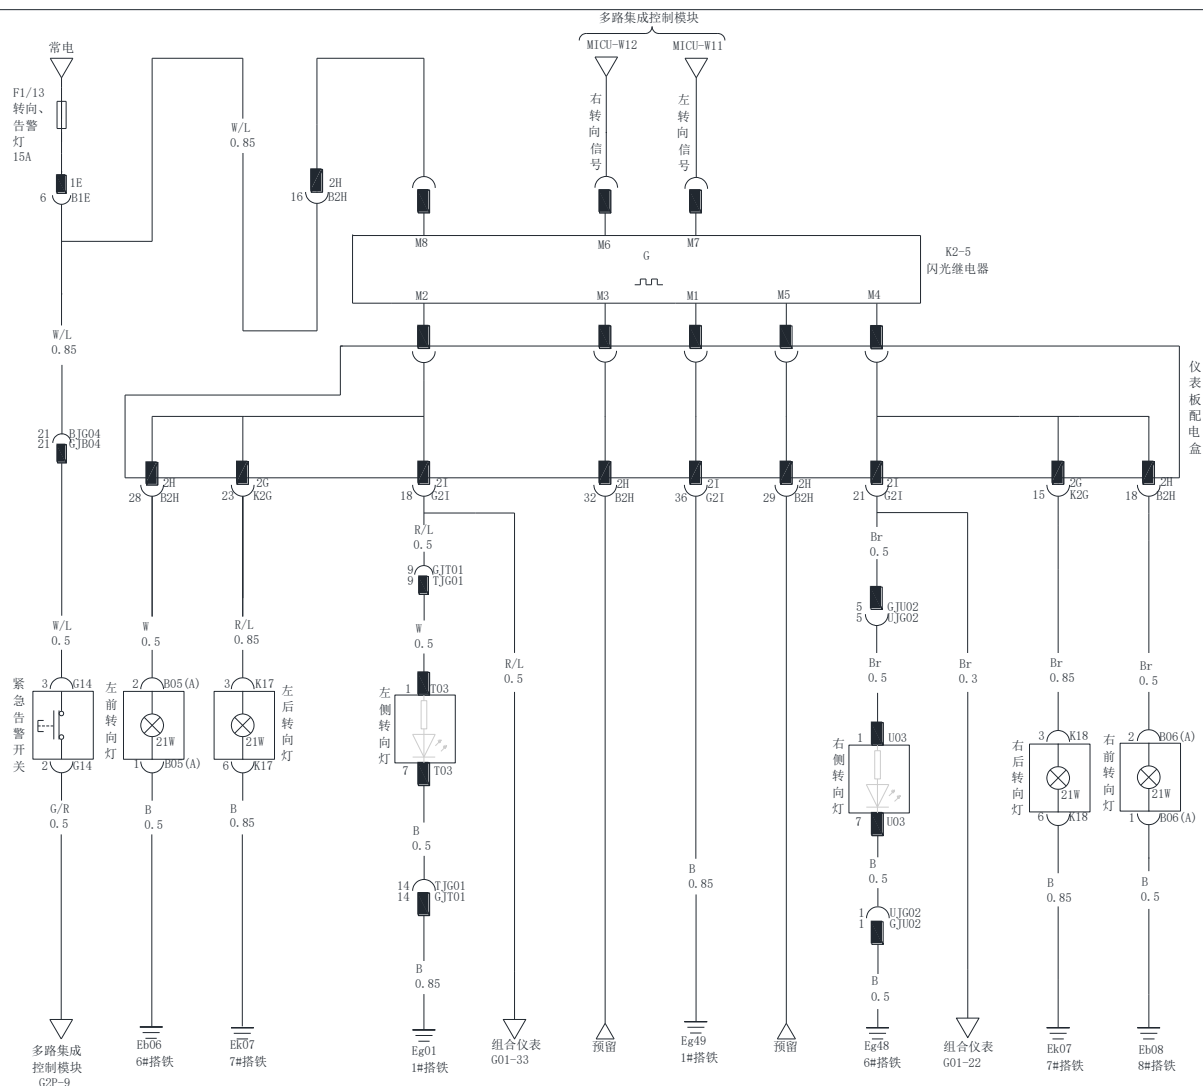 多路集成控制模块
MICU-W12
MICU-W11
常电
F1/13
转向、
告警
灯
15A
W/L
0.85
右转向信号
左转向信号
1E
6
B1E
2H
16
B2H
M8
M6
M7
G
K2-5
闪光继电器
M2
M3
M1
M5
M4
W/L
0.85
仪表板配电盒
21
BJG04
21
GJB04
2H
28
B2H
2G
23
K2G
2I
18
G2I
2H
32
B2H
2I
36
G2I
2H
29
B2H
2I
21
G2I
2G
15
K2G
2H
18
B2H
R/L
0.5
Br
0.5
9
GJT01
9
TJG01
5
GJU02
5
UJG02
W/L
0.5
W
0.5
R/L
0.85
W
0.5
R/L
0.5
Br
0.5
Br
0.3
Br
0.85
Br
0.5
紧急告警开关
3
G14
2
G14
左前转向灯
2
B05(A)
21W
1
B05(A)
左后转向灯
3
K17
21W
6
K17
左侧转向灯
1
T03
7
T03
右侧转向灯
1
U03
7
U03
右后转向灯
3
K18
21W
6
K18
右前转向灯
2
B06(A)
21W
1
B06(A)
G/R
0.5
B
0.5
B
0.85
B
0.5
B
0.85
B
0.5
B
0.85
B
0.5
14
TJG01
14
GJT01
1
UJG02
1
GJU02
B
0.85
B
0.5
多路集成
控制模块
G2P-9
Eb06
6#搭铁
Ek07
7#搭铁
Eg01
1#搭铁
组合仪表
G01-33
预留
Eg49
1#搭铁
预留
Eg48
6#搭铁
组合仪表
G01-22
Ek07
7#搭铁
Eb08
8#搭铁